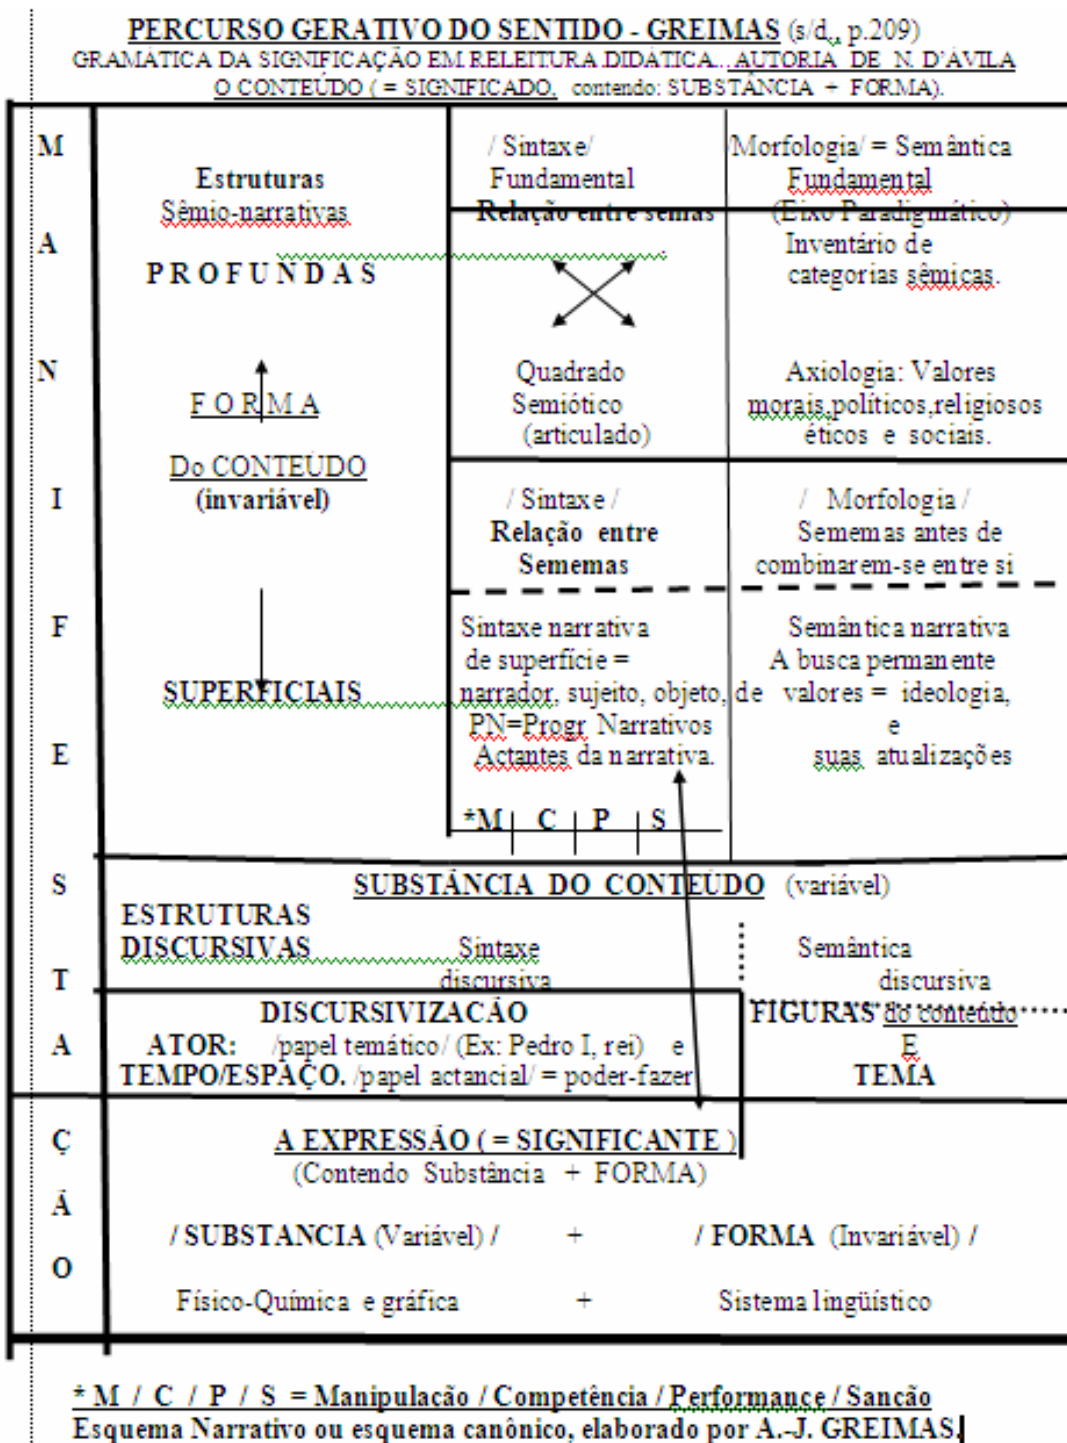 PERCURSO GERATIVO DO SENTIDO - GREIMAS (s/d., p.209)
GRAMÁTICA DA SIGNIFICAÇÃO EM RELEITURA DIDÁTICA... AUTORIA DE N. D'ÁVILA
O CONTEÚDO ( = SIGNIFICADO, contendo: SUBSTÂNCIA + FORMA).
M
A
N
I
F
E
S
T
A
Ç
Ã
O
Estruturas
Sêmio-narrativas
PROFUNDAS
FORMA
Do CONTEÚDO
(invariável)
SUPERFICIAIS
/ Sintaxe/
Fundamental
Relação entre semas
Quadrado
Semiótico
(articulado)
/Morfologia/ = Semântica
Fundamental
(Eixo Paradigmático)
Inventário de
categorias sêmicas.
Axiologia: Valores
morais,políticos,religiosos
éticos e sociais.
/ Sintaxe /
Relação entre
Sememas
/ Morfologia /
Sememas antes de
combinarem-se entre si
Sintaxe narrativa
de superfície =
narrador, sujeito, objeto, de
PN=Progr Narrativos
Actantes da narrativa.
*M | C | P | S
Semântica narrativa
A busca permanente
valores = ideologia,
e
suas atualizações
SUBSTÂNCIA DO CONTEÚDO (variável)
ESTRUTURAS
DISCURSIVAS
Sintaxe
discursiva
Semântica
discursiva
DISCURSIVIZACÃO
ATOR: /papel temático/ (Ex: Pedro I, rei) e
TEMPO/ESPAÇO. /papel actancial/ = poder-fazer
FIGURAS do conteúdo
E
TEMA
A EXPRESSÃO ( = SIGNIFICANTE )
(Contendo Substância + FORMA)
/ SUBSTANCIA (Variável) / + / FORMA (Invariável) /
Físico-Química e gráfica + Sistema lingüístico
* M / C / P / S = Manipulacão / Competência / Performance / Sancão
Esquema Narrativo ou esquema canônico, elaborado por A.-J. GREIMAS.